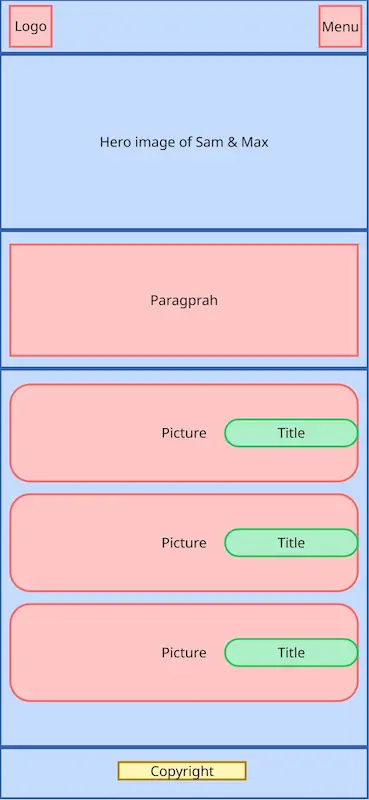 Logo
Menu
Hero image of Sam & Max
Paragprah
Picture
Title
Picture
Title
Picture
Title
Copyright